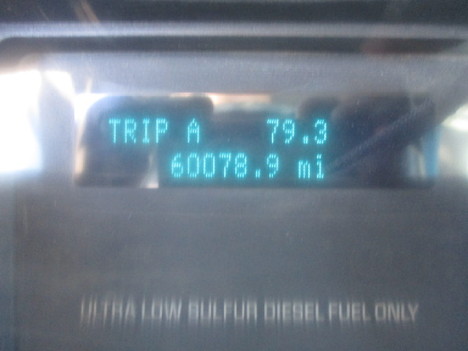 TRIP A 79.3
60078.9 mi
ULTRA LOW SULFUR DIESEL FUEL ONLY